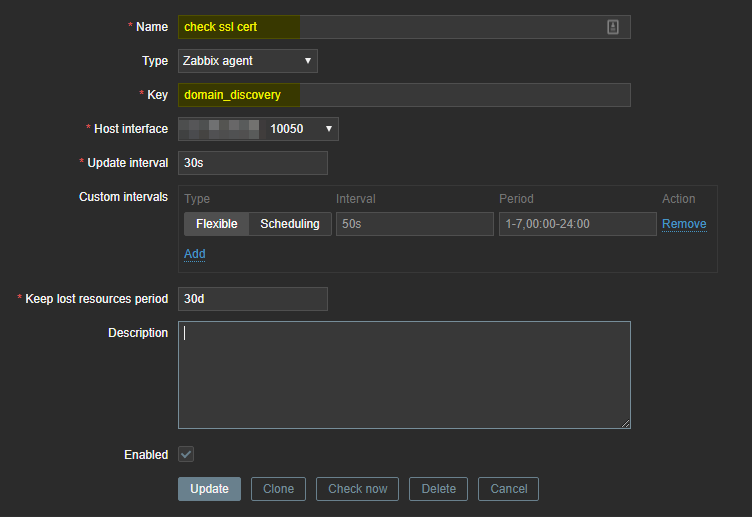 * Name check ssl cert
Type Zabbix agent
* Key domain_discovery
* Host interface 10050
* Update interval 30s
Custom intervals Type Interval Period Action
Flexible Scheduling 50s 1-7,00:00-24:00 Remove
Add
* Keep lost resources period 30d
Description
Enabled
Update Clone Check now Delete Cancel